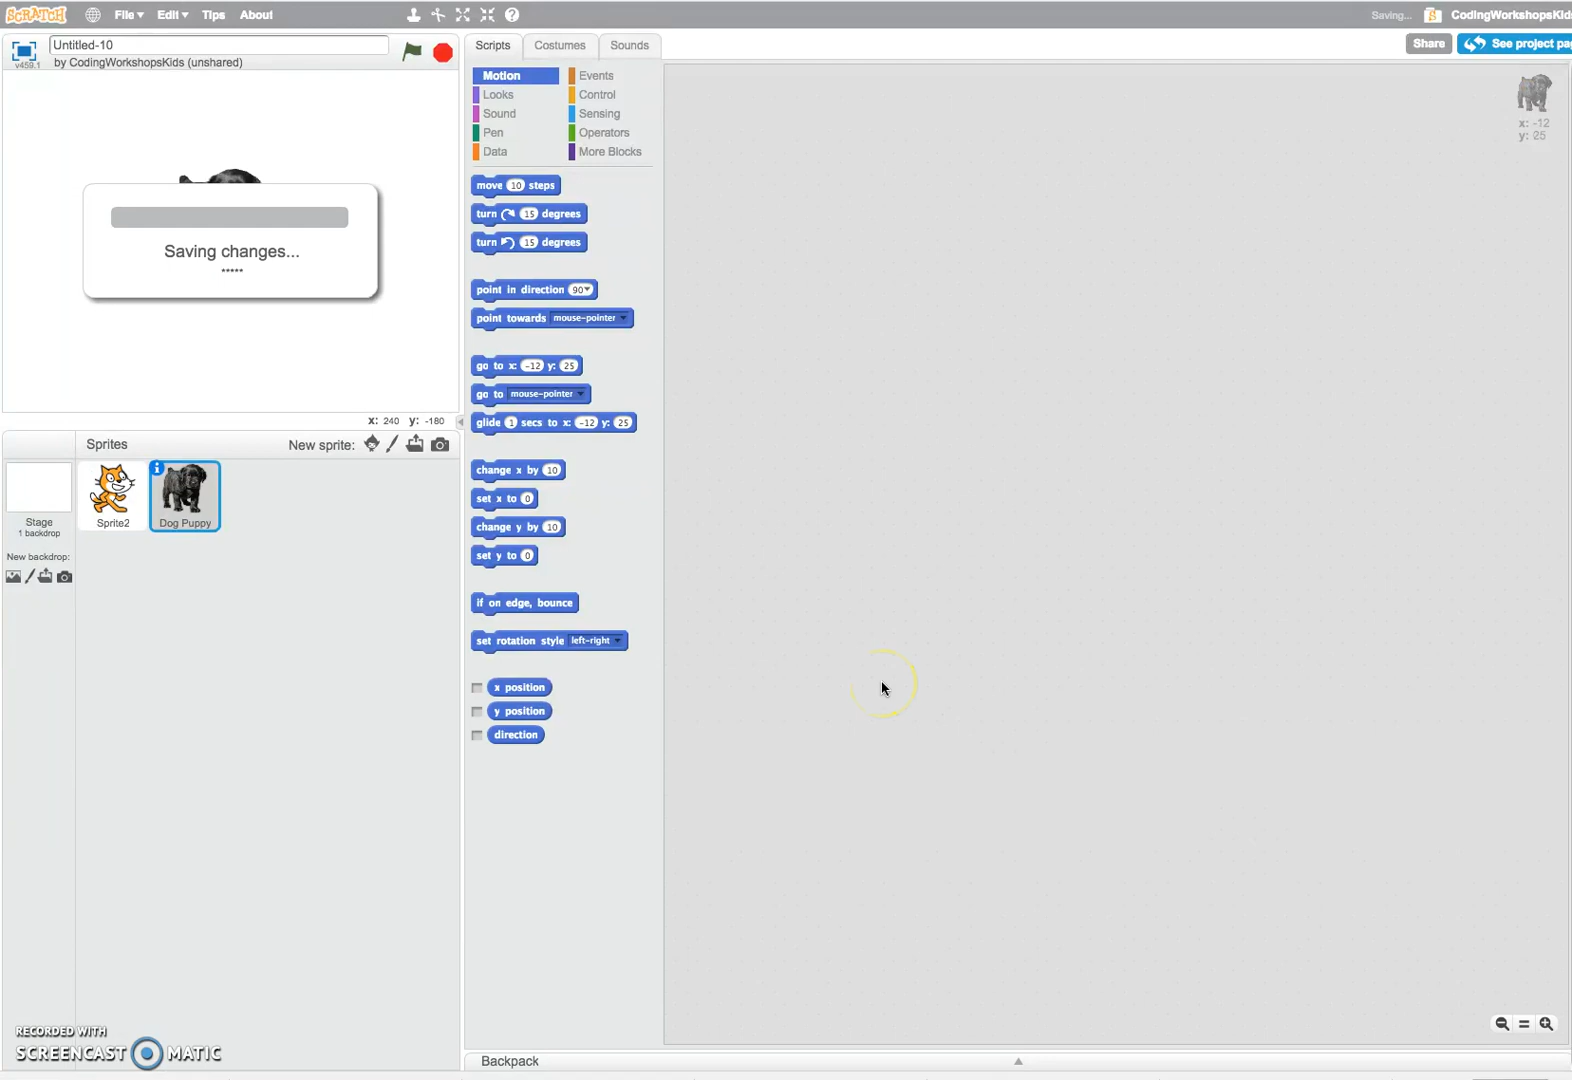 SCRATCH File Edit Tips About Saving... CodingWorkshopsKids
v459.1 Untitled-10
by CodingWorkshopsKids (unshared)
Scripts Costumes Sounds
Share See project pag
Motion Events
Looks Control
Sound Sensing
Pen Operators
Data More Blocks
x: -12
y: 25
Saving changes...
*****
move 10 steps
turn 15 degrees
turn 15 degrees
point in direction 90
point towards mouse-pointer
go to x: -12 y: 25
go to mouse-pointer
glide 1 secs to x: -12 y: 25
change x by 10
set x to 0
change y by 10
set y to 0
if on edge, bounce
set rotation style left-right
x position
y position
direction
x: 240 y: -180
Sprites New sprite:
Stage
1 backdrop
New backdrop:
Sprite2
Dog Puppy
RECORDED WITH
SCREENCAST MATIC
Backpack